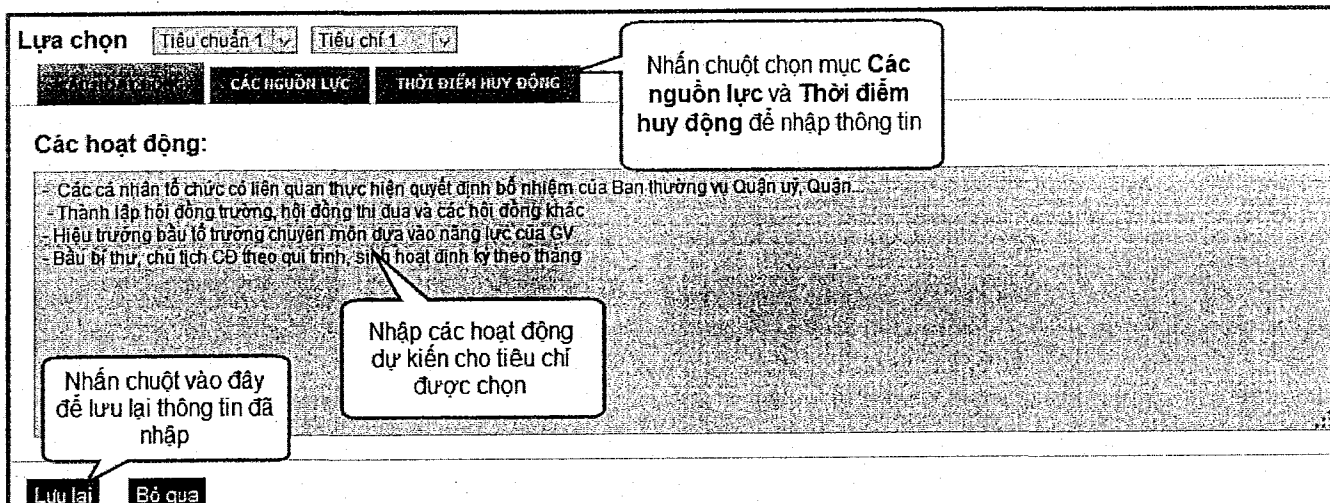 Lựa chọn Tiêu chuẩn 1 Tiêu chí 1
CÁC NGUỒN LỰC THỜI ĐIỂM HUY ĐỘNG
Nhấn chuột chọn mục Các
nguồn lực và Thời điểm
huy động để nhập thông tin
Các hoạt động:
- Các cá nhân tổ chức có liên quan thực hiện quyết định bổ nhiệm của Ban thường vụ Quận uỷ, Quận...
- Thành lập hội đồng trường, hội đồng thi đua và các hội đồng khác
- Hiệu trưởng bầu tổ trưởng chuyên môn dựa vào năng lực của GV
- Bầu bí thư, chủ tịch CĐ theo qui trình, sinh hoạt định kỳ theo tháng
Nhập các hoạt động
dự kiến cho tiêu chí
được chọn
Nhấn chuột vào đây
để lưu lại thông tin đã
nhập
Lưu lại Bỏ qua